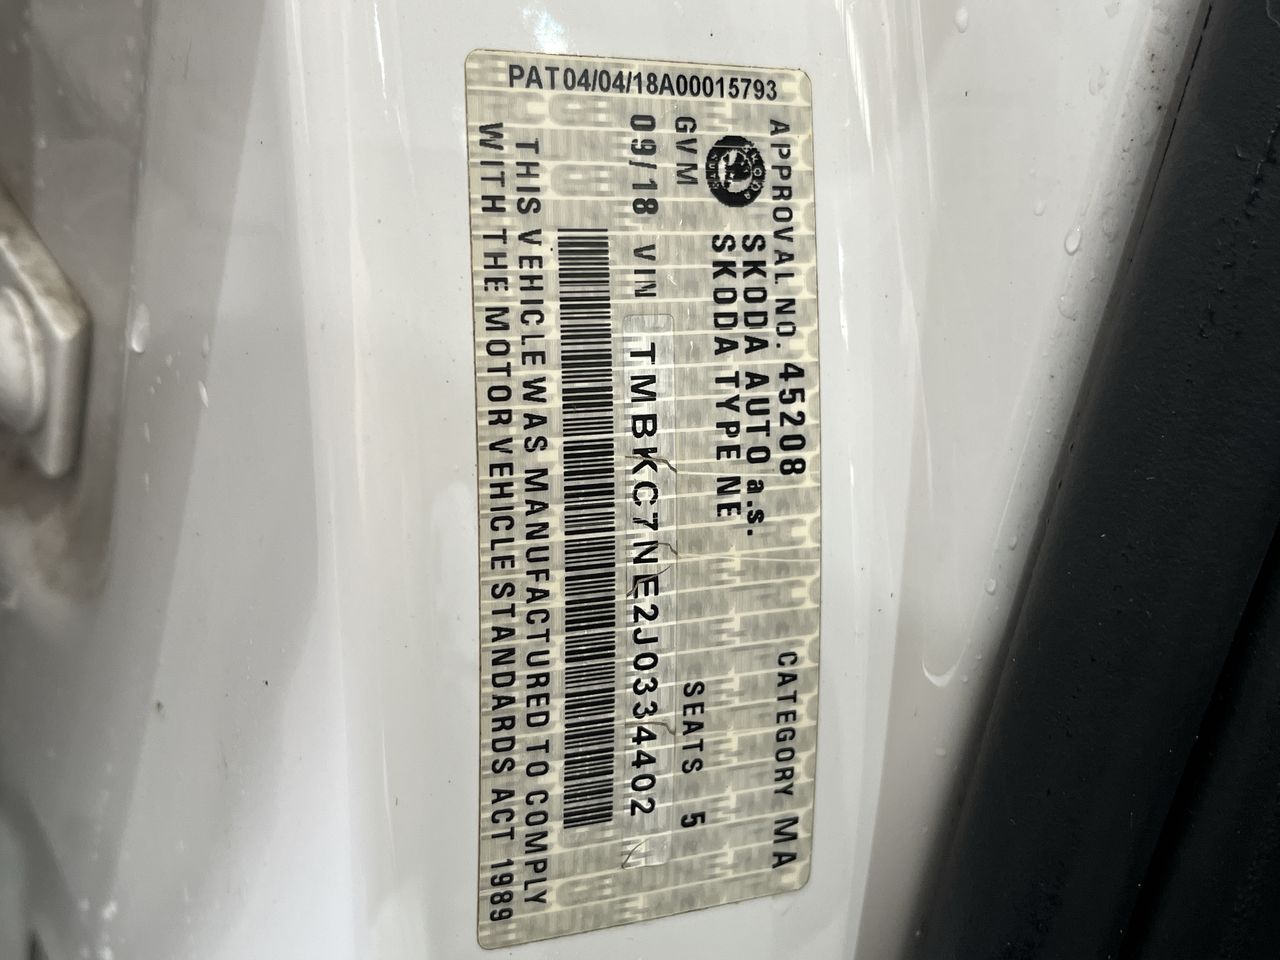 PAT04/04/18A00015793
APPROVAL NO. 45208 CATEGORY MA
SKODA AUTO a.s.
SKODA TYPE NE
GVM SEATS 5
09/18 VIN TMBKC7NE2J0334402
THIS VEHICLE WAS MANUFACTURED TO COMPLY
WITH THE MOTOR VEHICLE STANDARDS ACT 1989